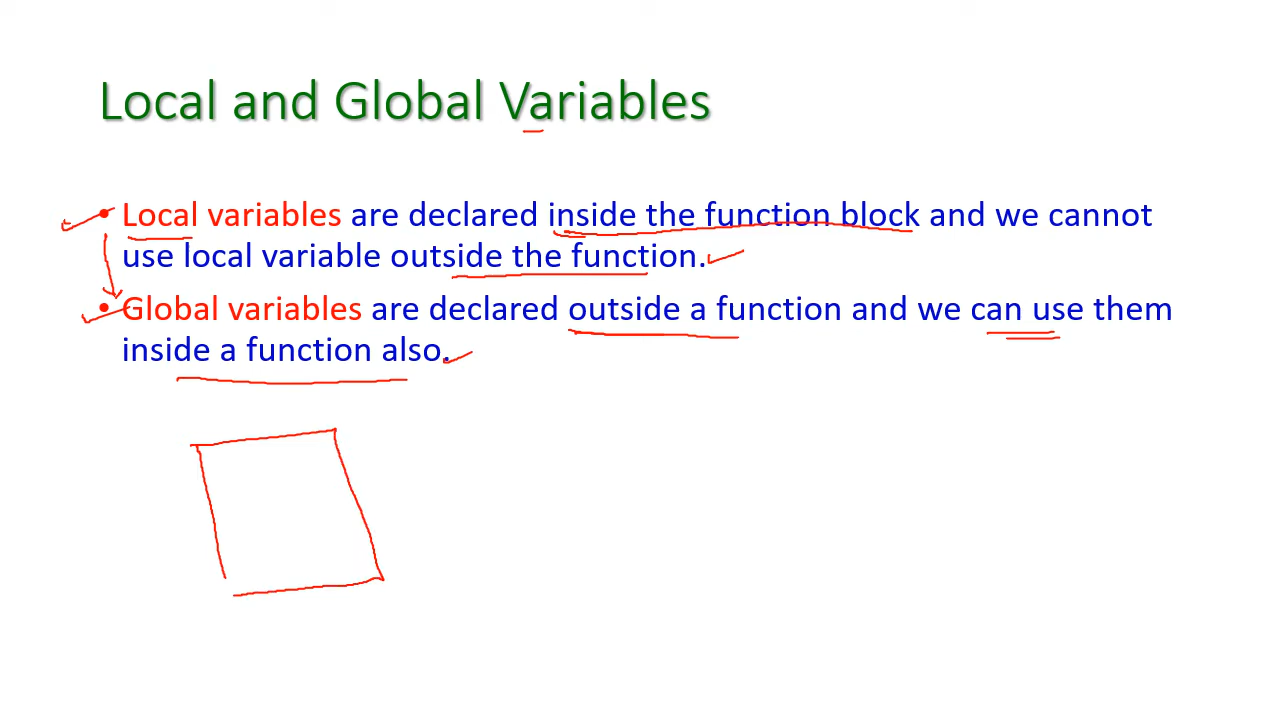 Local and Global Variables
• Local variables are declared inside the function block and we cannot
use local variable outside the function.
• Global variables are declared outside a function and we can use them
inside a function also.